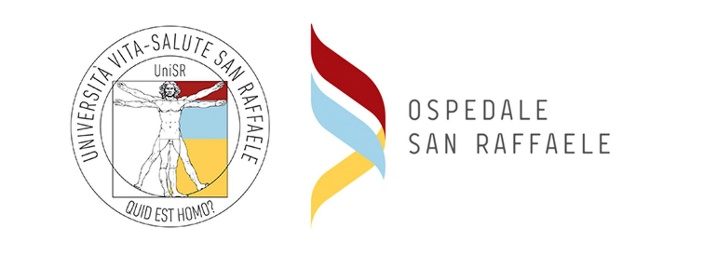 UNIVERSITÀ VITA-SALUTE SAN RAFFAELE
UniSR
QUID EST HOMO?
OSPEDALE
SAN RAFFAELE